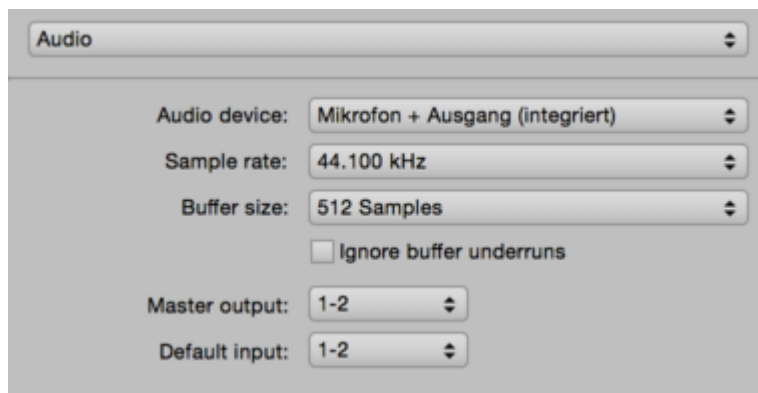 Audio
Audio device: Mikrofon + Ausgang (integriert)
Sample rate: 44.100 kHz
Buffer size: 512 Samples
Ignore buffer underruns
Master output: 1-2
Default input: 1-2